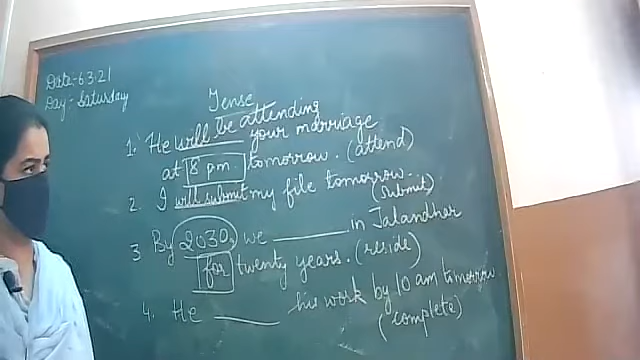 Date:- 6.3.21
Day:- Saturday
Tense
1. He will be attending your marriage
at 8 pm. tomorrow. (attend)
2. I will submit my file tomorrow.
(submit)
3 By 2030, we ______ in Jalandhar
for twenty years. (reside)
4. He ______ his work by 10 am tomorrow
(complete)